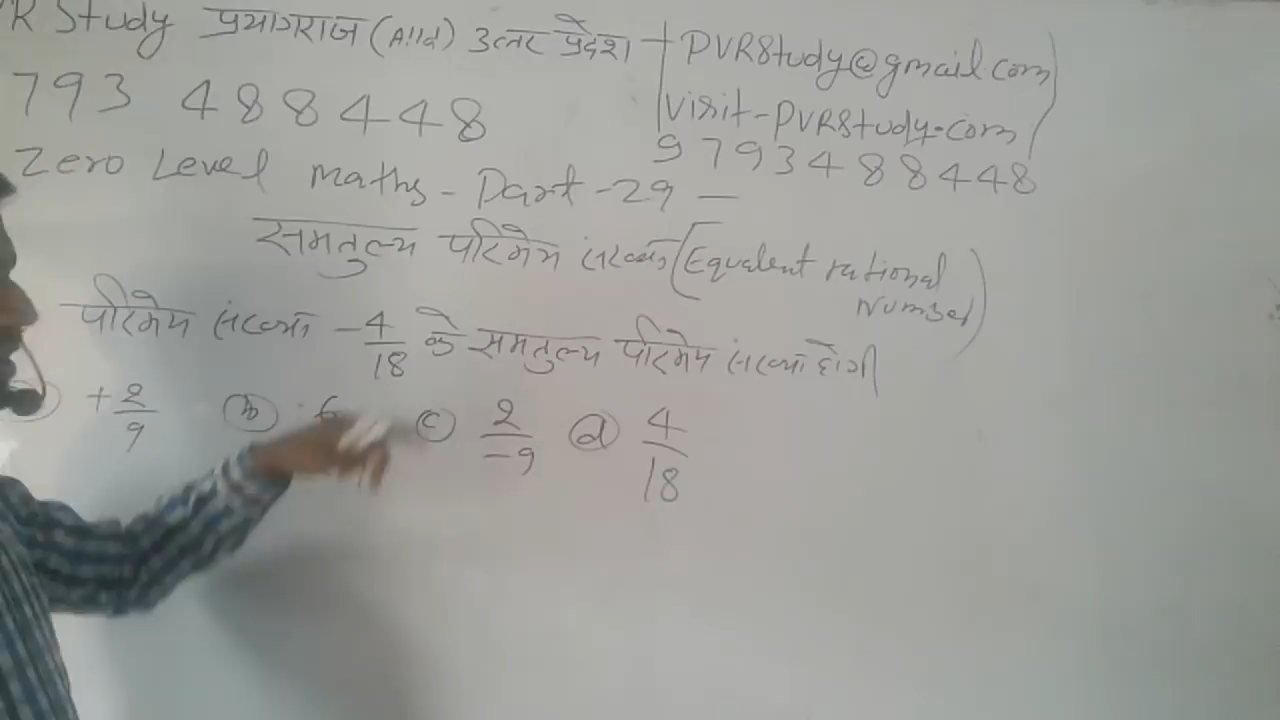 R Study प्रयागराज (Alld) उत्तर प्रदेश
PVRStudy@gmail.com
793 488448
Visit-PVRStudy.com
9793488448
Zero Level maths - Part -29 -
समतुल्य परिमेय संख्या (Equvalent rational Number)
परिमेय संख्या -4/18 के समतुल्य परिमेय संख्या होगी
+2/9 (b) (c) 2/-9 (d) 4/18